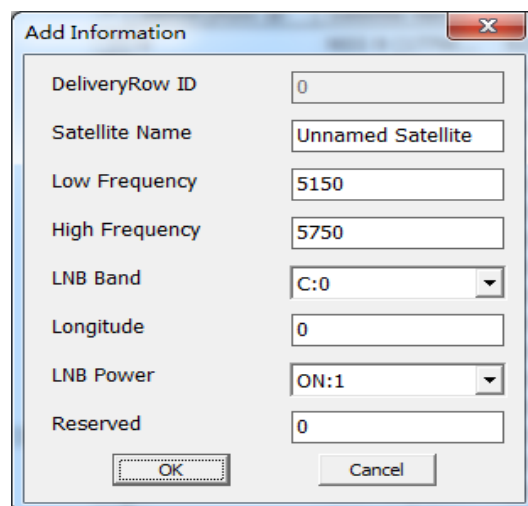 Add Information
DeliveryRow ID 0
Satellite Name Unnamed Satellite
Low Frequency 5150
High Frequency 5750
LNB Band C:0
Longitude 0
LNB Power ON:1
Reserved 0
OK Cancel